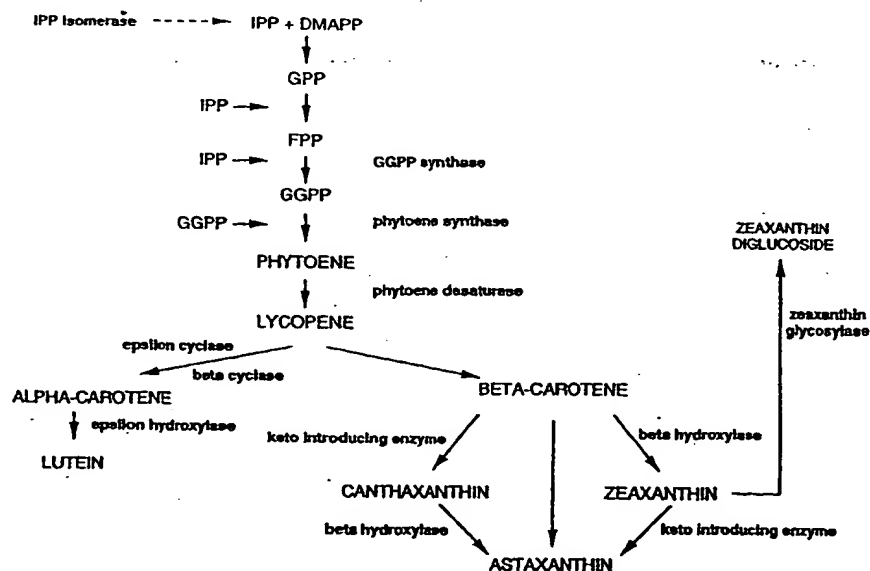 IPP Isomerase
IPP + DMAPP
GPP
IPP
FPP
IPP
GGPP synthase
GGPP
GGPP
phytoene synthase
ZEAXANTHIN
DIGLUCOSIDE
PHYTOENE
phytoene desaturase
zeaxanthin
glycosylase
LYCOPENE
epsilon cyclase
beta cyclase
ALPHA-CAROTENE
BETA-CAROTENE
epsilon hydroxylase
keto introducing enzyme
beta hydroxylase
LUTEIN
CANTHAXANTHIN
ZEAXANTHIN
beta hydroxylase
keto introducing enzyme
ASTAXANTHIN